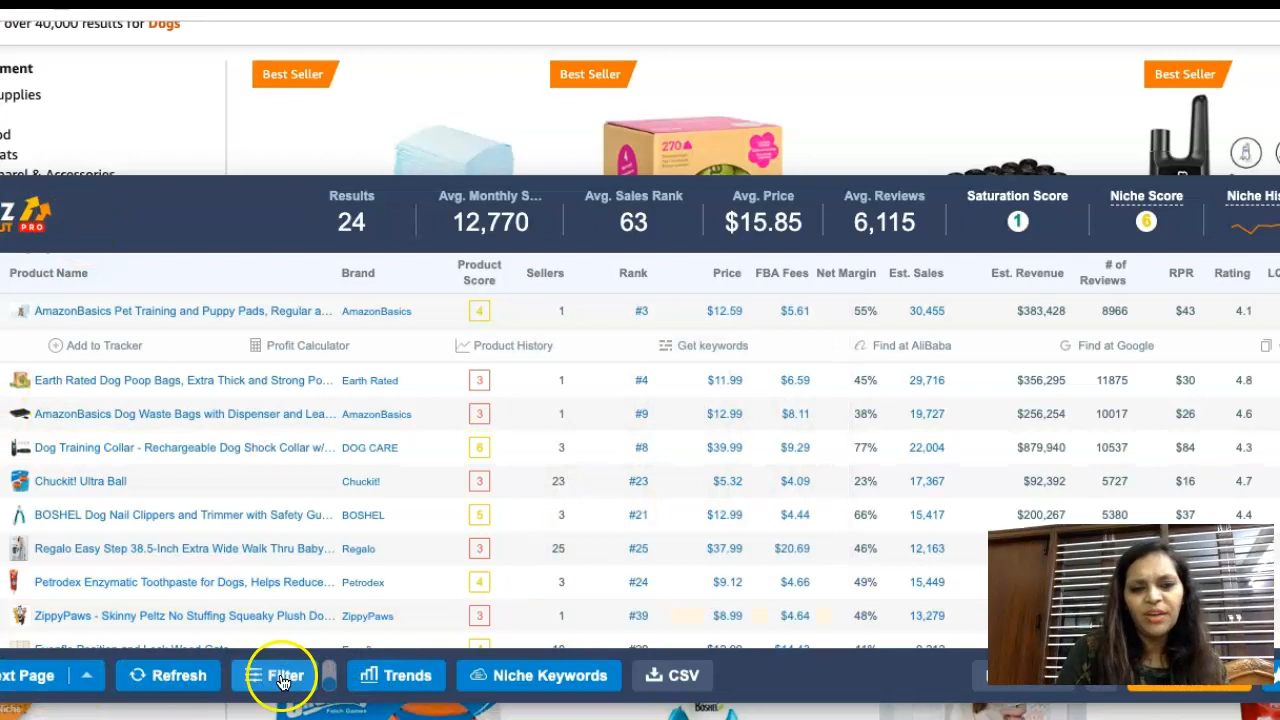 over 40,000 results for Dogs
ment
upplies
od
ats
parel & Accessories
Best Seller
Best Seller
Best Seller
270
Z
UT PRO
Results
24
Avg. Monthly S...
12,770
Avg. Sales Rank
63
Avg. Price
$15.85
Avg. Reviews
6,115
Saturation Score
1
Niche Score
6
Niche His
Product Name Brand Product Score Sellers Rank Price FBA Fees Net Margin Est. Sales Est. Revenue # of Reviews RPR Rating LQ
AmazonBasics Pet Training and Puppy Pads, Regular a... AmazonBasics 4 1 #3 $12.59 $5.61 55% 30,455 $383,428 8966 $43 4.1
Add to Tracker Profit Calculator Product History Get keywords Find at AliBaba Find at Google
Earth Rated Dog Poop Bags, Extra Thick and Strong Po... Earth Rated 3 1 #4 $11.99 $6.59 45% 29,716 $356,295 11875 $30 4.8
AmazonBasics Dog Waste Bags with Dispenser and Lea... AmazonBasics 3 1 #9 $12.99 $8.11 38% 19,727 $256,254 10017 $26 4.6
Dog Training Collar - Rechargeable Dog Shock Collar w/... DOG CARE 6 3 #8 $39.99 $9.29 77% 22,004 $879,940 10537 $84 4.3
Chuckit! Ultra Ball Chuckit! 3 23 #23 $5.32 $4.09 23% 17,367 $92,392 5727 $16 4.7
BOSHEL Dog Nail Clippers and Trimmer with Safety Gu... BOSHEL 5 3 #21 $12.99 $4.44 66% 15,417 $200,267 5380 $37 4.4
Regalo Easy Step 38.5-Inch Extra Wide Walk Thru Baby... Regalo 3 25 #25 $37.99 $20.69 46% 12,163
Petrodex Enzymatic Toothpaste for Dogs, Helps Reduce... Petrodex 4 3 #24 $9.12 $4.66 49% 15,449
ZippyPaws - Skinny Peltz No Stuffing Squeaky Plush Do... ZippyPaws 3 1 #39 $8.99 $4.64 48% 13,279
ext Page Refresh Filter Trends Niche Keywords CSV
BOSHEL